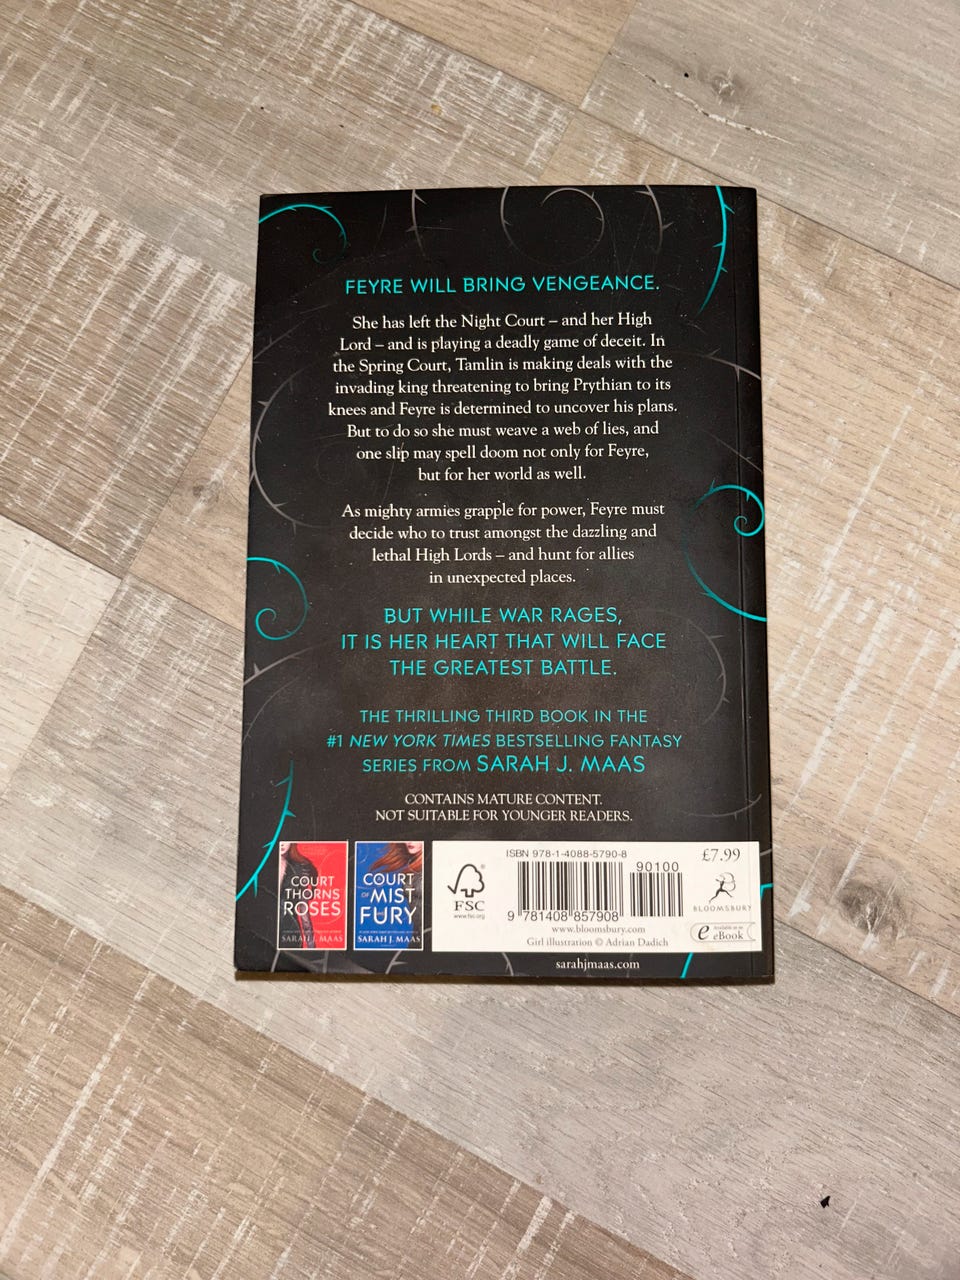 FEYRE WILL BRING VENGEANCE.
She has left the Night Court – and her High
Lord – and is playing a deadly game of deceit. In
the Spring Court, Tamlin is making deals with the
invading king threatening to bring Prythian to its
knees and Feyre is determined to uncover his plans.
But to do so she must weave a web of lies, and
one slip may spell doom not only for Feyre,
but for her world as well.
As mighty armies grapple for power, Feyre must
decide who to trust amongst the dazzling and
lethal High Lords – and hunt for allies
in unexpected places.
BUT WHILE WAR RAGES,
IT IS HER HEART THAT WILL FACE
THE GREATEST BATTLE.
THE THRILLING THIRD BOOK IN THE
#1 NEW YORK TIMES BESTSELLING FANTASY
SERIES FROM SARAH J. MAAS
CONTAINS MATURE CONTENT.
NOT SUITABLE FOR YOUNGER READERS.
COURT
THORNS
ROSES
SARAH J. MAAS
COURT
OF MIST
FURY
SARAH J. MAAS
FSC
www.fsc.org
ISBN 978-1-4088-5790-8
90100
9 781408 857908
£7.99
BLOOMSBURY
www.bloomsbury.com
Girl illustration © Adrian Dadich
e Available as an
eBook
sarahjmaas.com